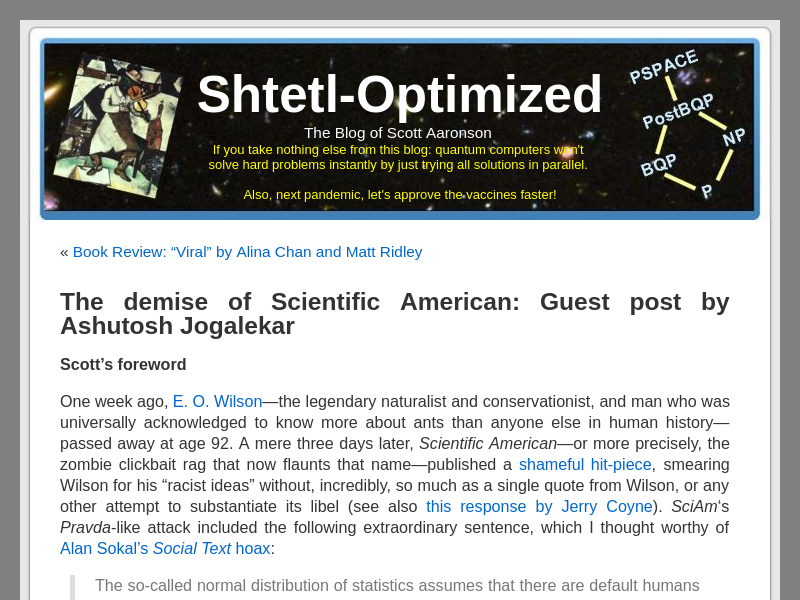 Shtetl-Optimized
The Blog of Scott Aaronson
If you take nothing else from this blog: quantum computers won't
solve hard problems instantly by just trying all solutions in parallel.
Also, next pandemic, let's approve the vaccines faster!
PSPACE
PostBQP
NP
BQP
P
« Book Review: “Viral” by Alina Chan and Matt Ridley
The demise of Scientific American: Guest post by
Ashutosh Jogalekar
Scott’s foreword
One week ago, E. O. Wilson—the legendary naturalist and conservationist, and man who was
universally acknowledged to know more about ants than anyone else in human history—
passed away at age 92. A mere three days later, Scientific American—or more precisely, the
zombie clickbait rag that now flaunts that name—published a shameful hit-piece, smearing
Wilson for his “racist ideas” without, incredibly, so much as a single quote from Wilson, or any
other attempt to substantiate its libel (see also this response by Jerry Coyne). SciAm‘s
Pravda-like attack included the following extraordinary sentence, which I thought worthy of
Alan Sokal’s Social Text hoax:
The so-called normal distribution of statistics assumes that there are default humans